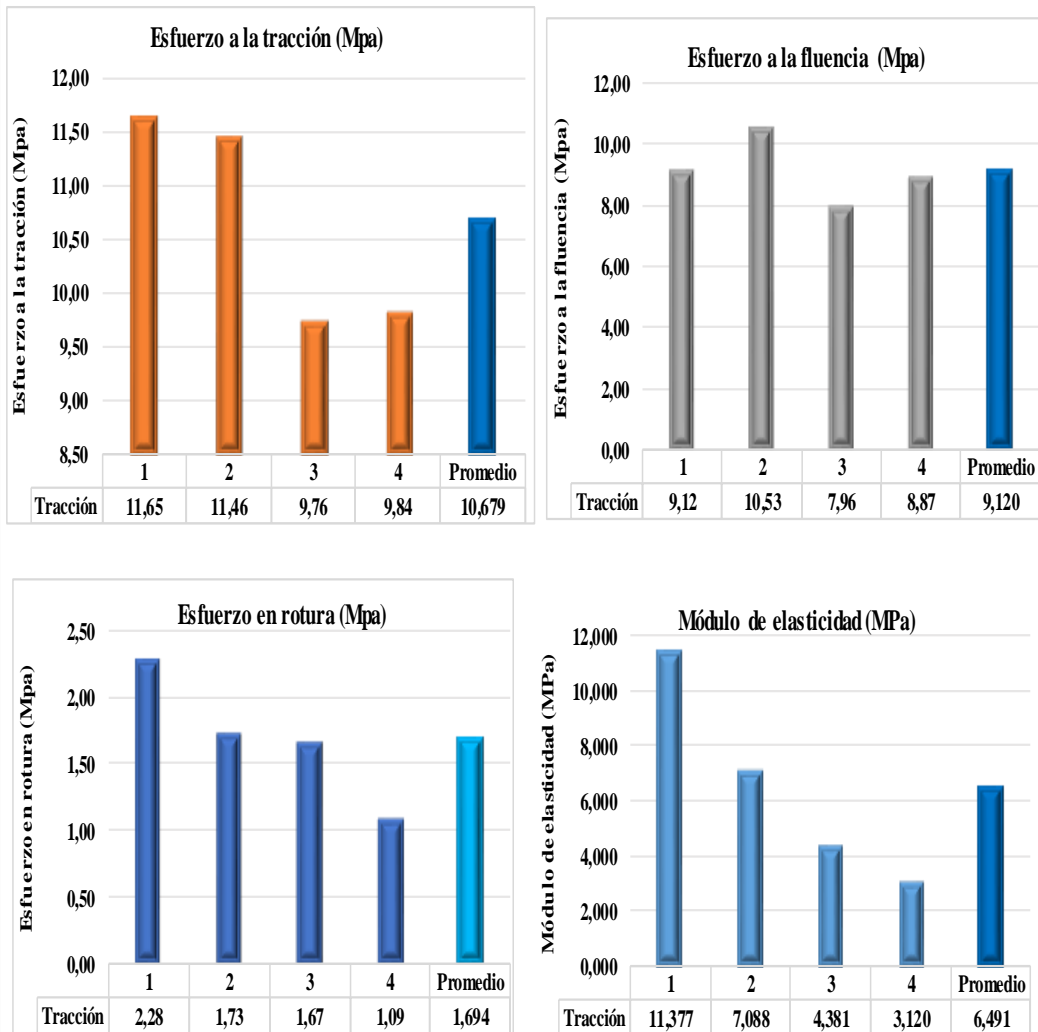 Esfuerzo a la tracción (Mpa)
Esfuerzo a la tracción (Mpa)
12,00
11,50
11,00
10,50
10,00
9,50
9,00
8,50
1 2 3 4 Promedio
Tracción 11,65 11,46 9,76 9,84 10,679
Esfuerzo a la fluencia (Mpa)
Esfuerzo a la fluencia (Mpa)
12,00
10,00
8,00
6,00
4,00
2,00
0,00
1 2 3 4 Promedio
Tracción 9,12 10,53 7,96 8,87 9,120
Esfuerzo en rotura (Mpa)
Esfuerzo en rotura (Mpa)
2,50
2,00
1,50
1,00
0,50
0,00
1 2 3 4 Promedio
Tracción 2,28 1,73 1,67 1,09 1,694
Módulo de elasticidad (MPa)
Módulo de elasticidad (MPa)
12,000
10,000
8,000
6,000
4,000
2,000
0,000
1 2 3 4 Promedio
Tracción 11,377 7,088 4,381 3,120 6,491